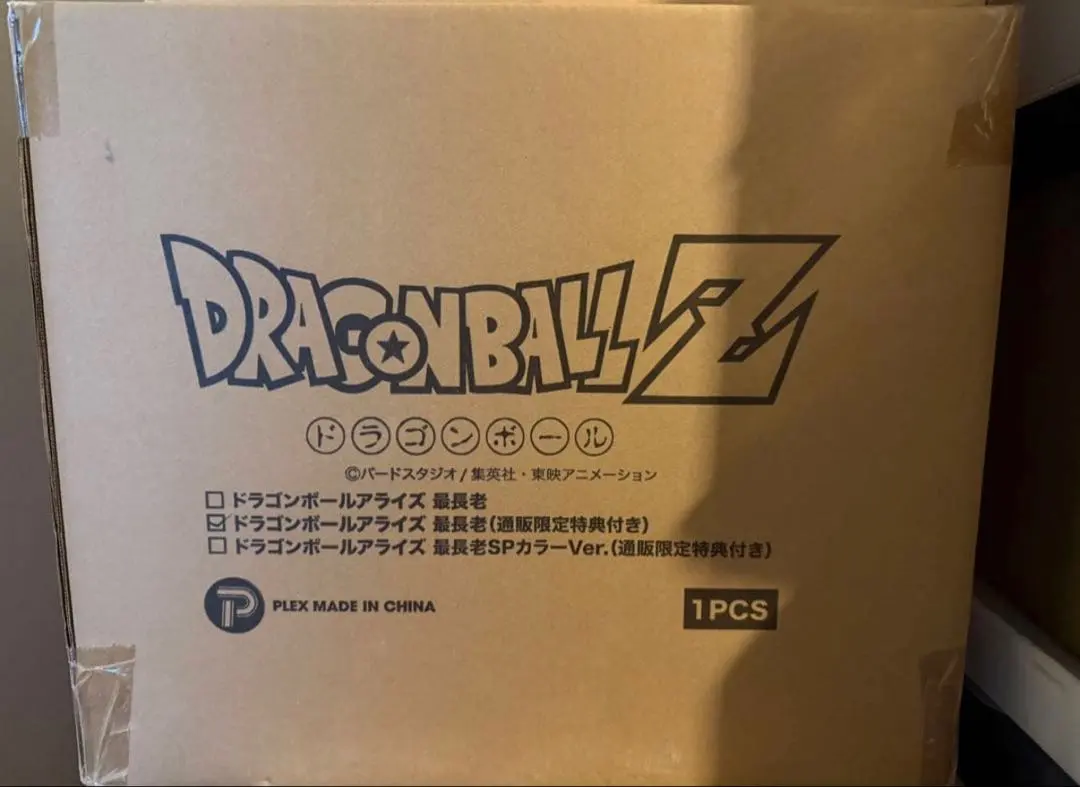 DRAGONBALL Z
ドラゴンボール
©バードスタジオ / 集英社・東映アニメーション
☐ ドラゴンボールアライズ 最長老
☑ ドラゴンボールアライズ 最長老(通販限定特典付き)
☐ ドラゴンボールアライズ 最長老SPカラーVer.(通販限定特典付き)
P PLEX MADE IN CHINA
1PCS